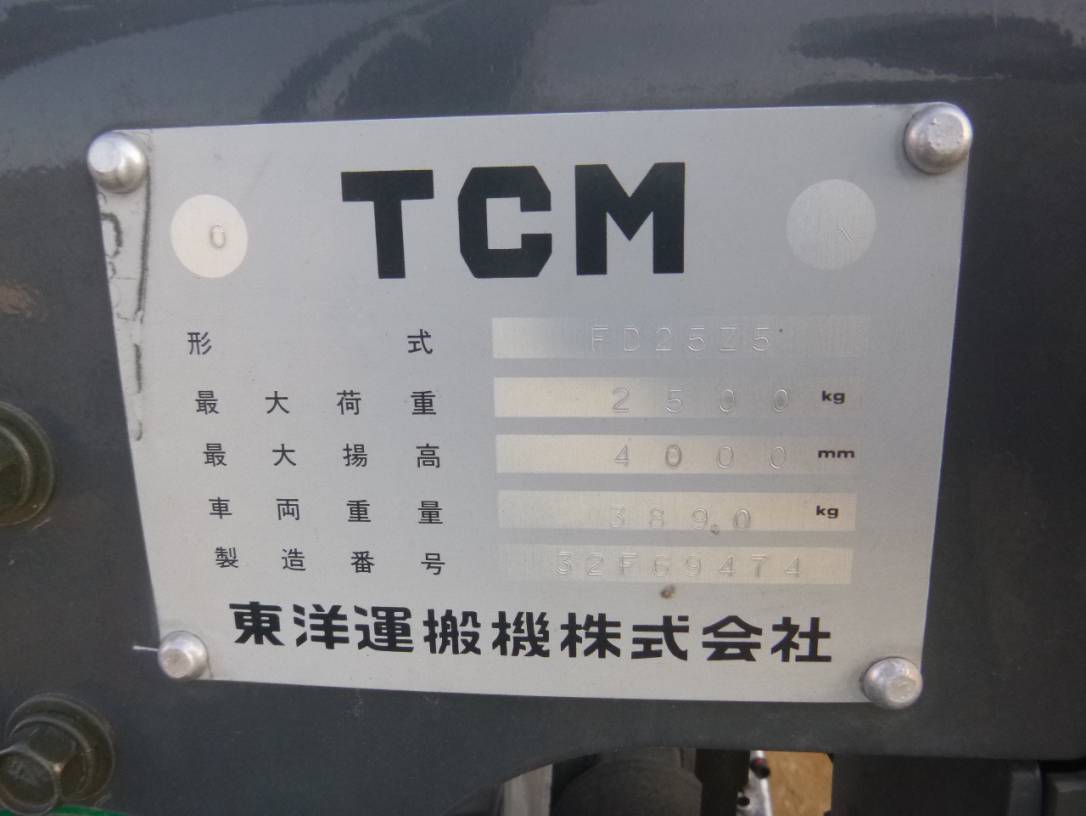 TCM
0
形式 FD25Z5
最大荷重 2500 kg
最大揚高 4000 mm
車両重量 3890 kg
製造番号 32F69474
東洋運搬機株式会社